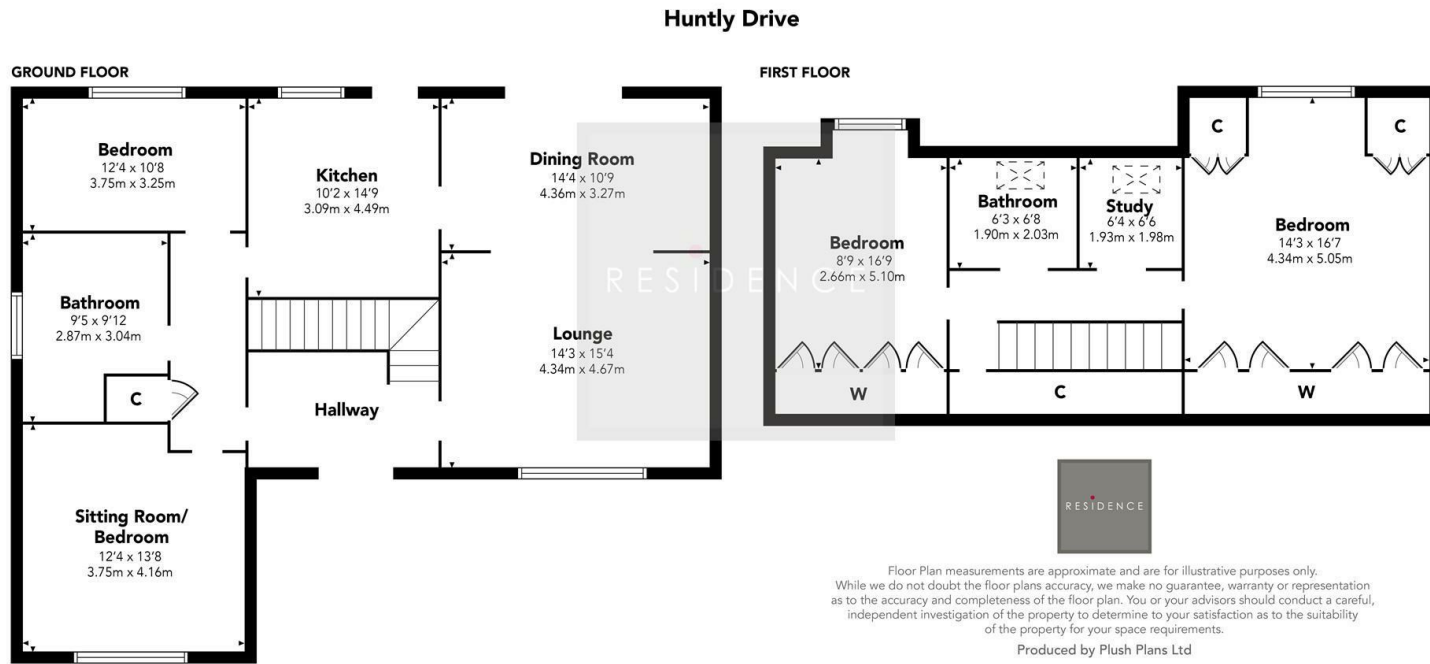 Huntly Drive
GROUND FLOOR
Bedroom
12'4 x 10'8
3.75m x 3.25m
Kitchen
10'2 x 14'9
3.09m x 4.49m
Dining Room
14'4 x 10'9
4.36m x 3.27m
Bathroom
9'5 x 9'12
2.87m x 3.04m
C
Hallway
Lounge
14'3 x 15'4
4.34m x 4.67m
Sitting Room/
Bedroom
12'4 x 13'8
3.75m x 4.16m
RESIDENCE
FIRST FLOOR
Bedroom
8'9 x 16'9
2.66m x 5.10m
W
Bathroom
6'3 x 6'8
1.90m x 2.03m
Study
6'4 x 6'6
1.93m x 1.98m
C
C
C
Bedroom
14'3 x 16'7
4.34m x 5.05m
W
RESIDENCE
Floor Plan measurements are approximate and are for illustrative purposes only.
While we do not doubt the floor plans accuracy, we make no guarantee, warranty or representation
as to the accuracy and completeness of the floor plan. You or your advisors should conduct a careful,
independent investigation of the property to determine to your satisfaction as to the suitability
of the property for your space requirements.
Produced by Plush Plans Ltd